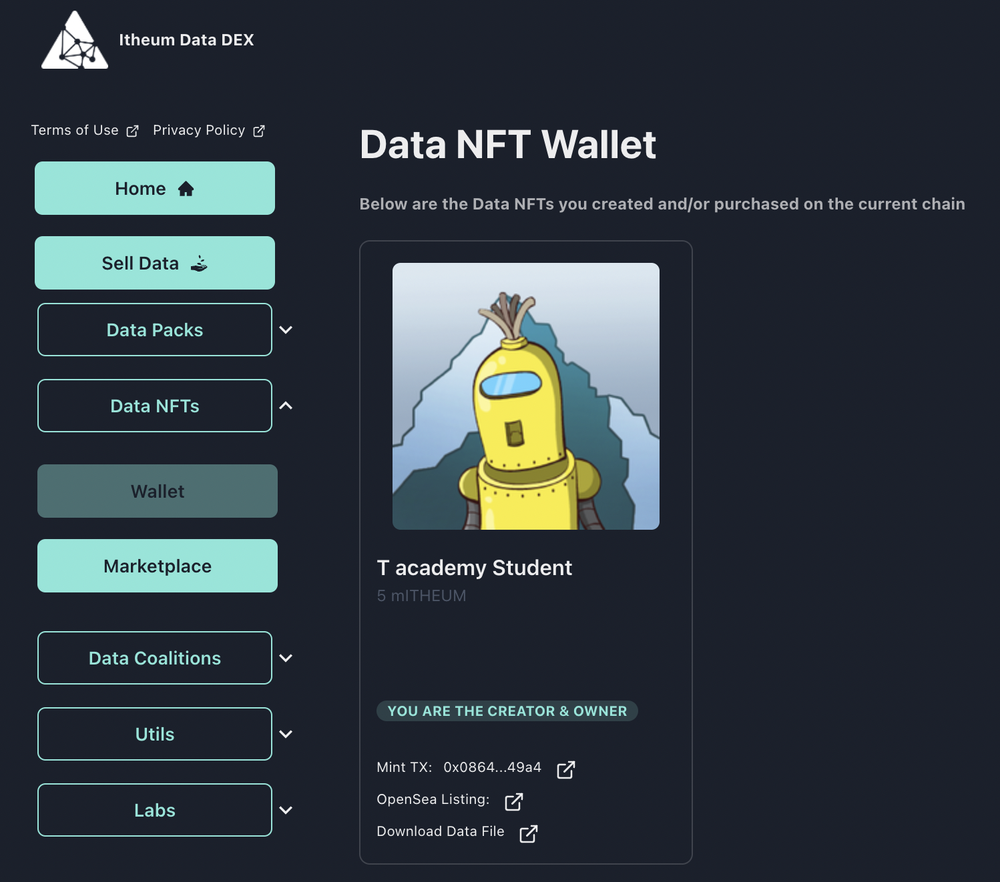 Itheum Data DEX
Terms of Use
Privacy Policy
Home
Sell Data
Data Packs
Data NFTs
Wallet
Marketplace
Data Coalitions
Utils
Labs
Data NFT Wallet
Below are the Data NFTs you created and/or purchased on the current chain
T academy Student
5 mITHEUM
YOU ARE THE CREATOR & OWNER
Mint TX: 0x0864...49a4
OpenSea Listing:
Download Data File